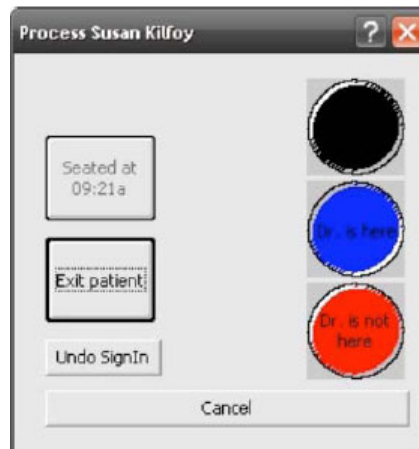 Process Susan Kilfoy
?
Seated at
09:21a
Dr. is here
Exit patient
Dr. is not
here
Undo SignIn
Cancel